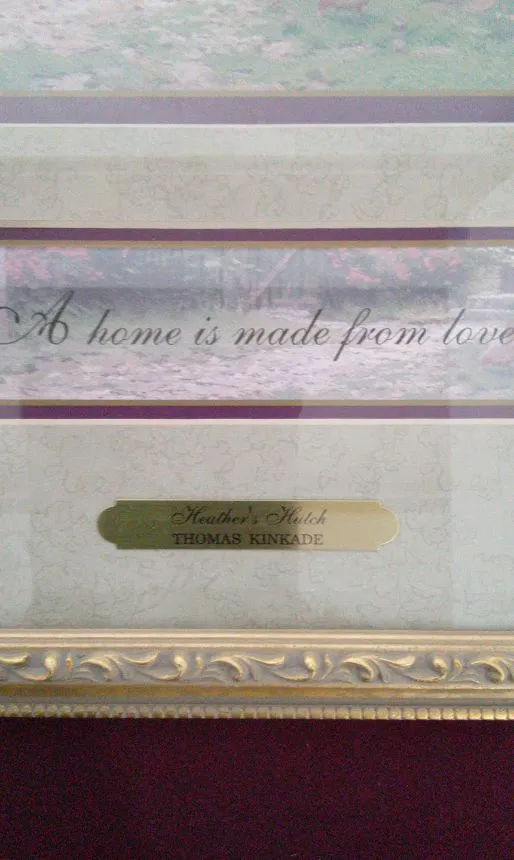 A home is made from love
Heather's Hutch
THOMAS KINKADE